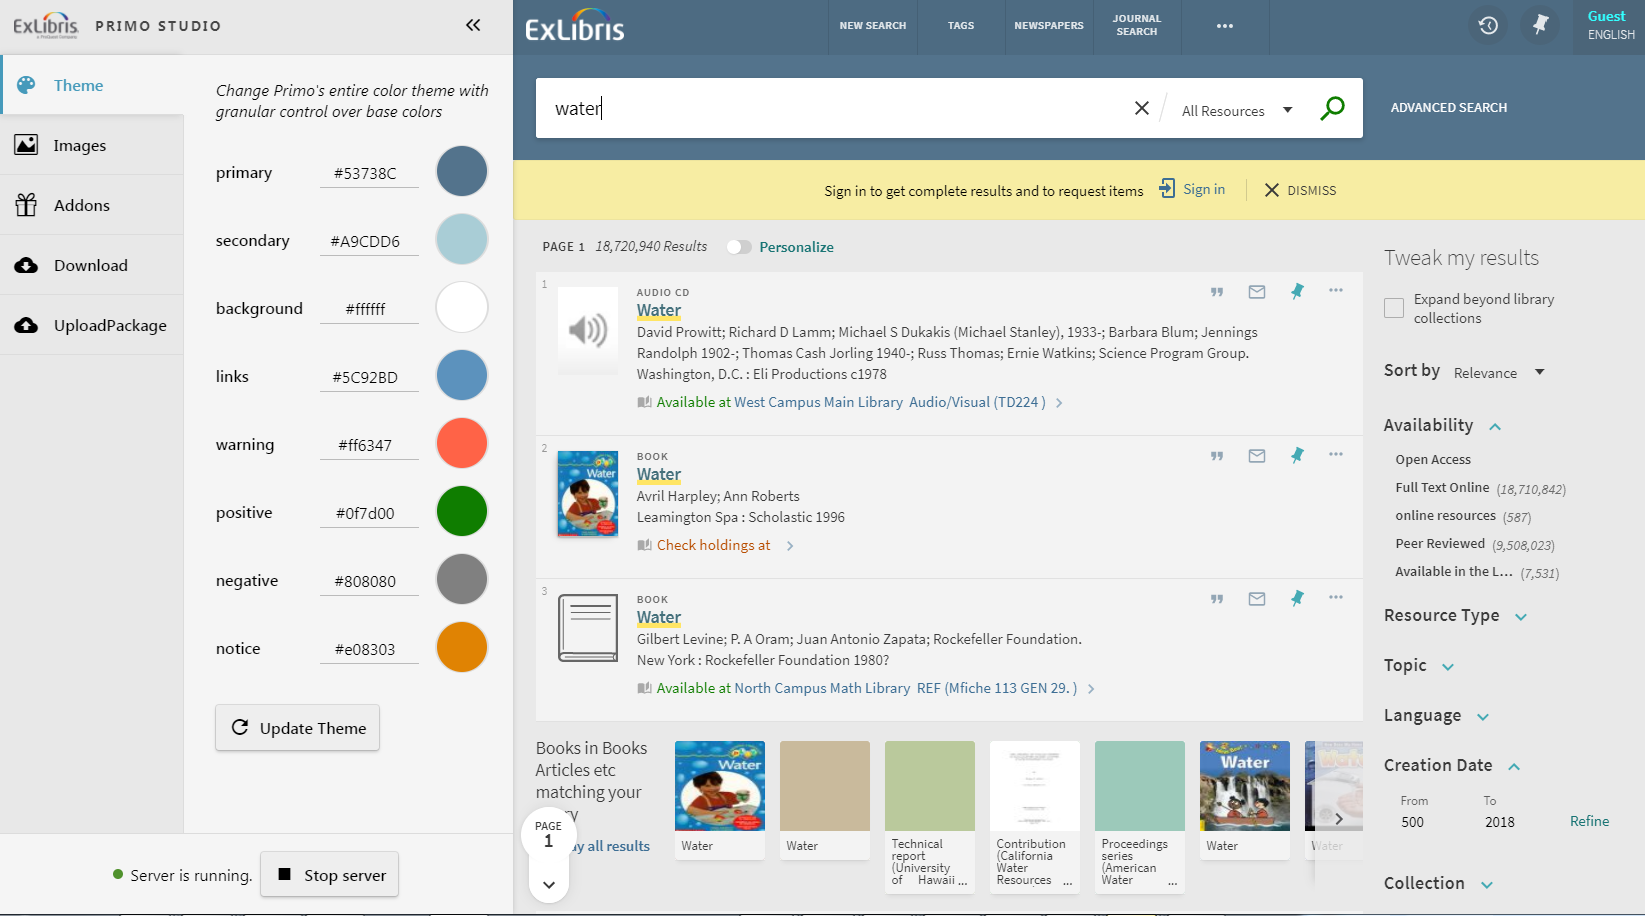 ExLibris
a ProQuest Company
PRIMO STUDIO
Theme
Images
Addons
Download
UploadPackage
Change Primo's entire color theme with
granular control over base colors
primary #53738C
secondary #A9CDD6
background #ffffff
links #5C92BD
warning #ff6347
positive #0f7d00
negative #808080
notice #e08303
Update Theme
Server is running.
Stop server
ExLibris
NEW SEARCH
TAGS
NEWSPAPERS
JOURNAL
SEARCH
Guest
ENGLISH
water
All Resources
ADVANCED SEARCH
Sign in to get complete results and to request items
Sign in
DISMISS
PAGE 1 18,720,940 Results
Personalize
1
AUDIO CD
Water
David Prowitt; Richard D Lamm; Michael S Dukakis (Michael Stanley), 1933-; Barbara Blum; Jennings
Randolph 1902-; Thomas Cash Jorling 1940-; Russ Thomas; Ernie Watkins; Science Program Group.
Washington, D.C. : Eli Productions c1978
Available at West Campus Main Library Audio/Visual (TD224 )
2
Water
BOOK
Water
Avril Harpley; Ann Roberts
Leamington Spa : Scholastic 1996
Check holdings at
3
BOOK
Water
Gilbert Levine; P. A Oram; Juan Antonio Zapata; Rockefeller Foundation.
New York : Rockefeller Foundation 1980?
Available at North Campus Math Library REF (Mfiche 113 GEN 29. )
Books in Books
Articles etc
matching your
all results
PAGE
1
Water
Water
Water
Technical
report
(University
of Hawaii ...
Contribution
(California
Water
Resources ...
Proceedings
series
(American
Water ...
Water
Water
Water
Tweak my results
Expand beyond library
collections
Sort by Relevance
Availability
Open Access
Full Text Online (18,710,842)
online resources (587)
Peer Reviewed (9,508,023)
Available in the L... (7,531)
Resource Type
Topic
Language
Creation Date
From To
500 2018 Refine
Collection